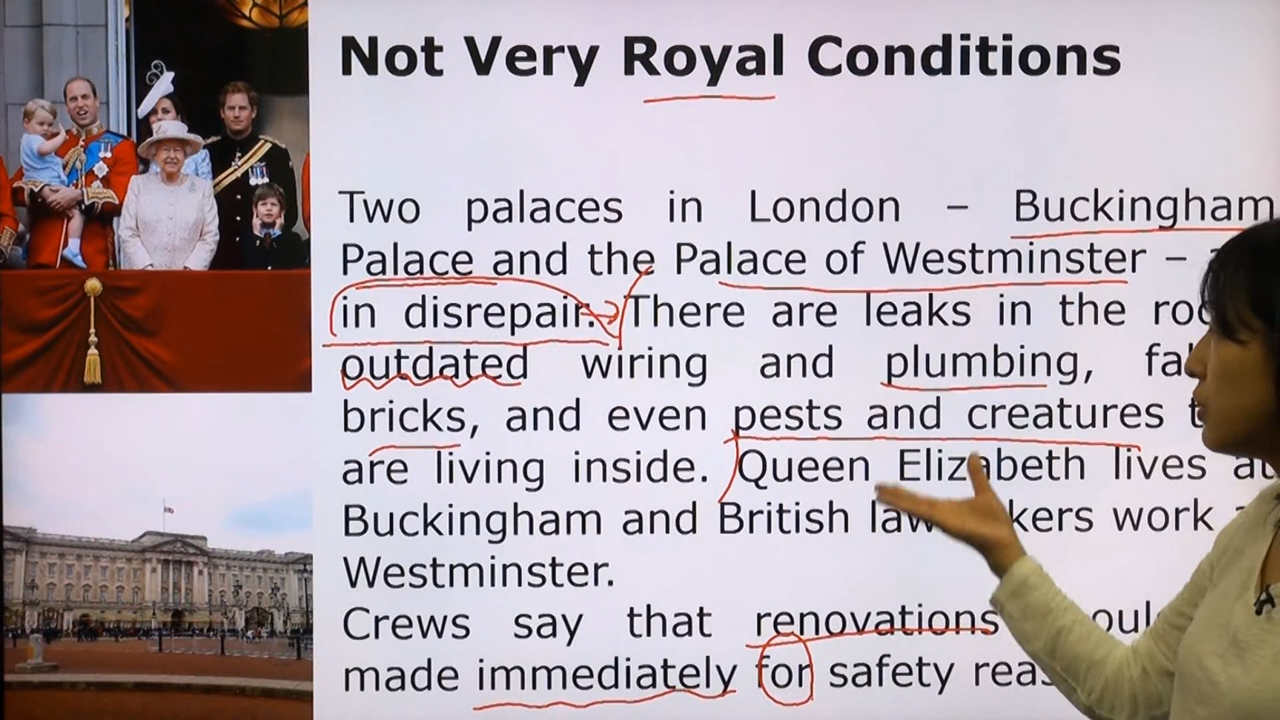 Not Very Royal Conditions
Two palaces in London – Buckingham
Palace and the Palace of Westminster –
in disrepair. There are leaks in the
outdated wiring and plumbing,
bricks, and even pests and creatures
are living inside. Queen Elizabeth lives
Buckingham and British work
Westminster.
Crews say that renovations
made immediately for safety